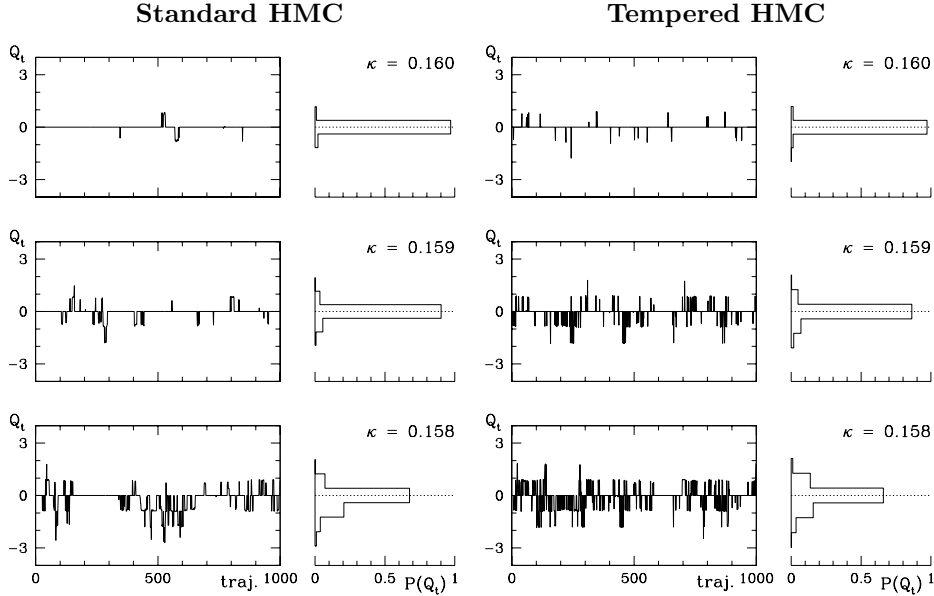 Standard HMC Tempered HMC
Q_t κ = 0.160 Q_t κ = 0.160
3 3
0 0
-3 -3
Q_t κ = 0.159 Q_t κ = 0.159
3 3
0 0
-3 -3
Q_t κ = 0.158 Q_t κ = 0.158
3 3
0 0
-3 -3
0 500 1000 0 0.5 1 0 500 1000 0 0.5 1
traj. P(Q_t) traj. P(Q_t)